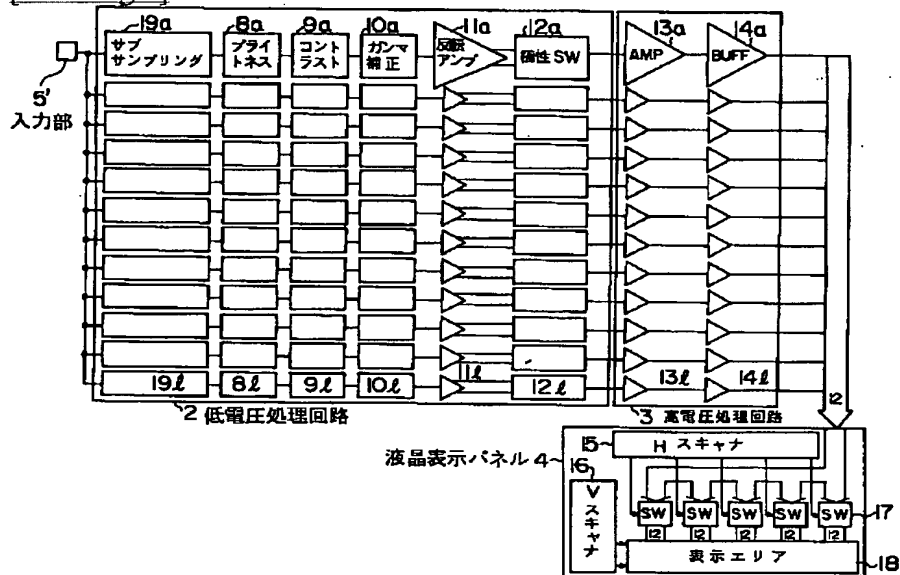 19a 8a 9a 10a 11a 12a 13a 14a
サブ
サンプリング
ブライ
トネス
コント
ラスト
ガンマ
補正
反転
アンプ
極性 SW
AMP
BUFF
5'
入力部
19ℓ 8ℓ 9ℓ 10ℓ 11ℓ 12ℓ 13ℓ 14ℓ
2 低電圧処理回路
3 高電圧処理回路
12
液晶表示パネル 4
15
H スキャナ
16
V
スキャナ
SW SW SW SW SW
17
12 12 12 12 12
表示エリア
18